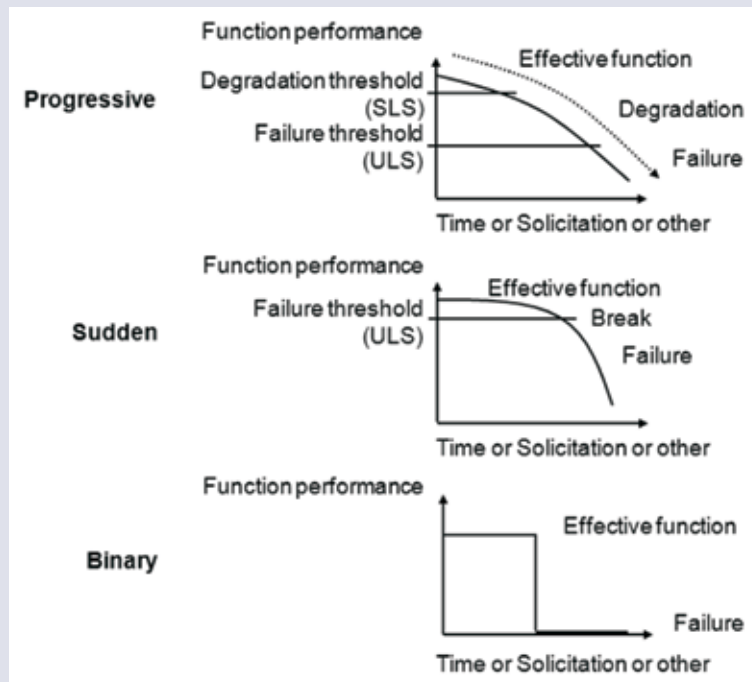 Function performance
Effective function
Degradation threshold
(SLS)
Progressive
Degradation
Failure threshold
(ULS)
Failure
Time or Solicitation or other
Function performance
Effective function
Failure threshold
(ULS)
Break
Sudden
Failure
Time or Solicitation or other
Function performance
Effective function
Binary
Failure
Time or Solicitation or other